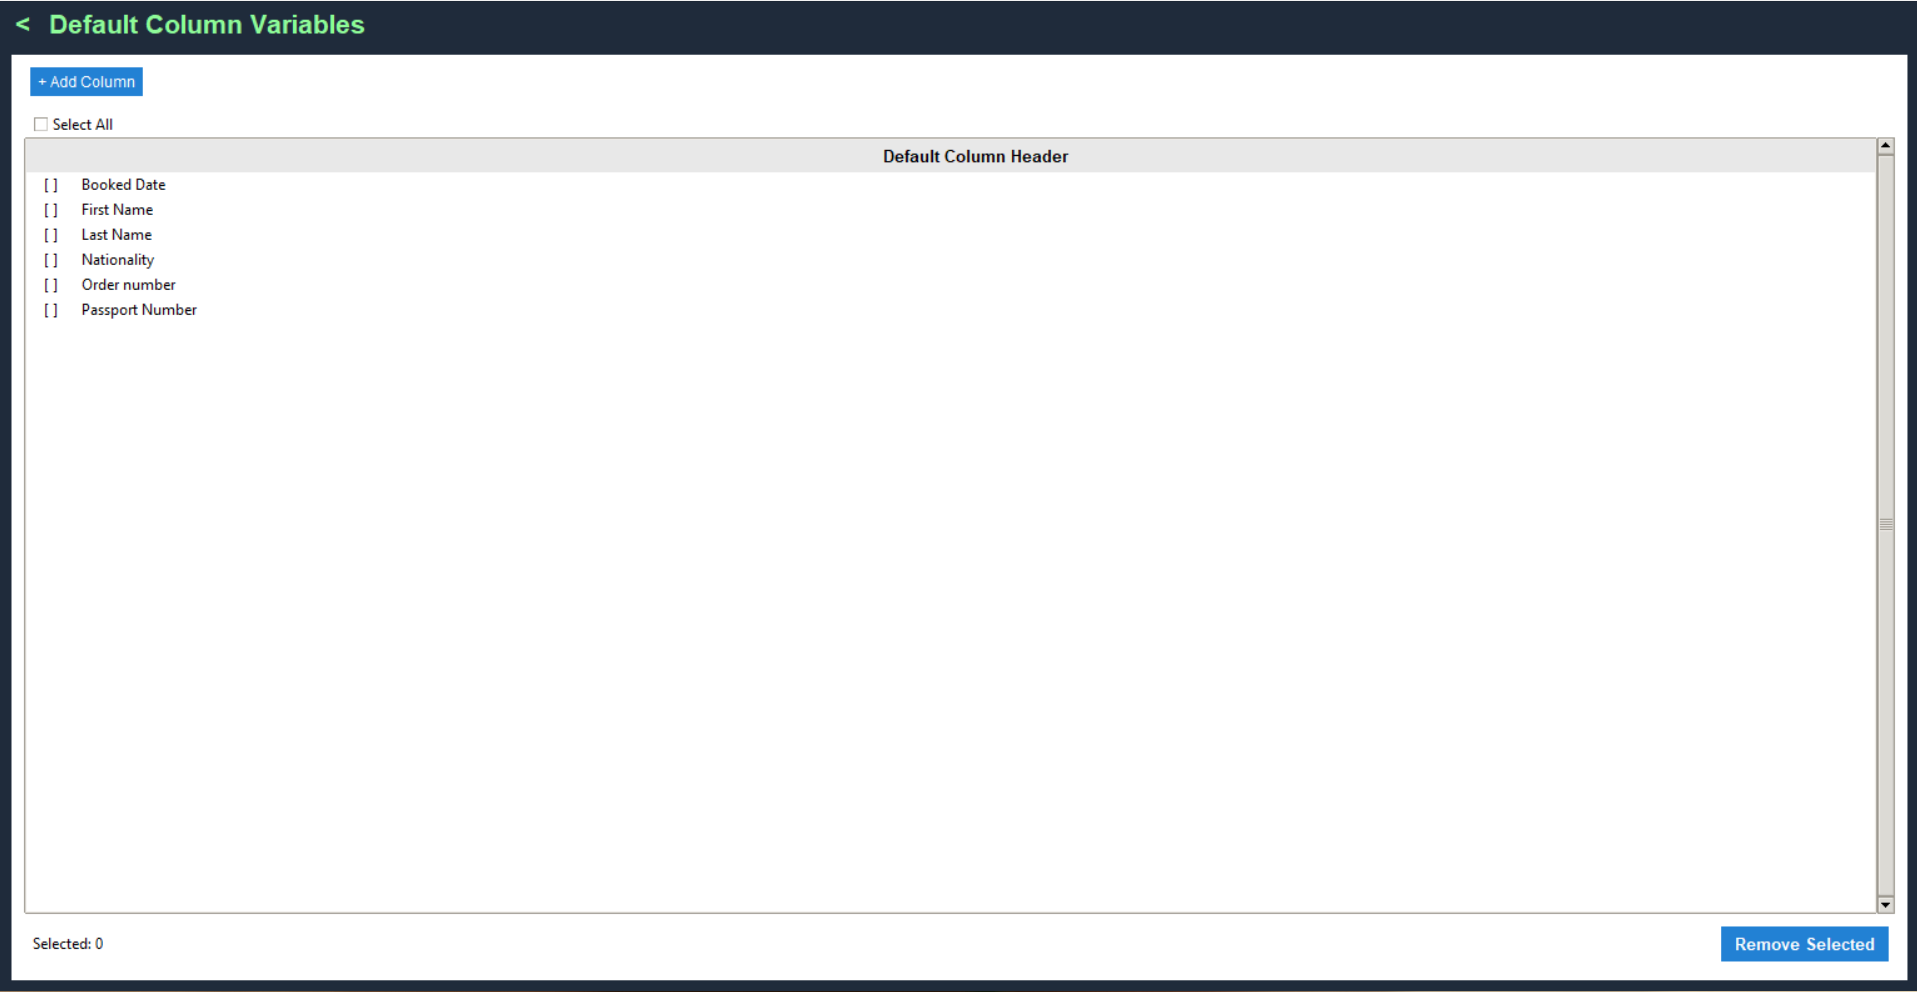 < Default Column Variables
+ Add Column
Select All
Default Column Header
[ ] Booked Date
[ ] First Name
[ ] Last Name
[ ] Nationality
[ ] Order number
[ ] Passport Number
Selected: 0
Remove Selected